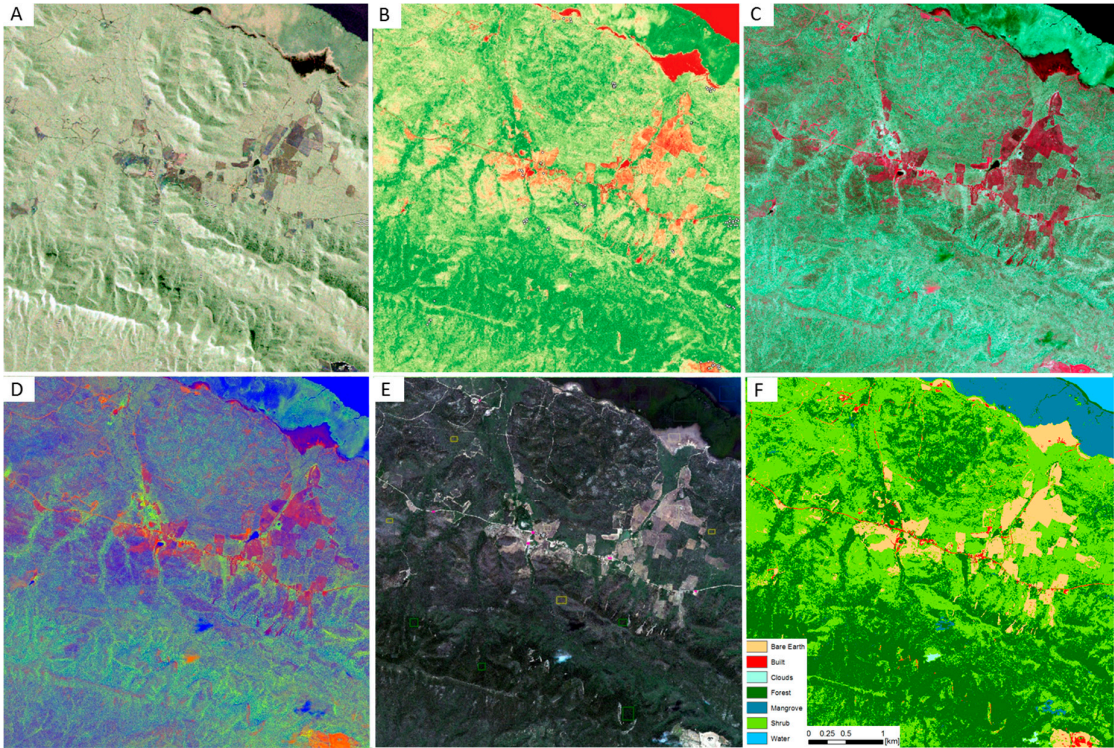 A
B
C
D
E
F
Bare Earth
Built
Clouds
Forest
Mangrove
Shrub
Water
0 0.25 0.5 1
[km]